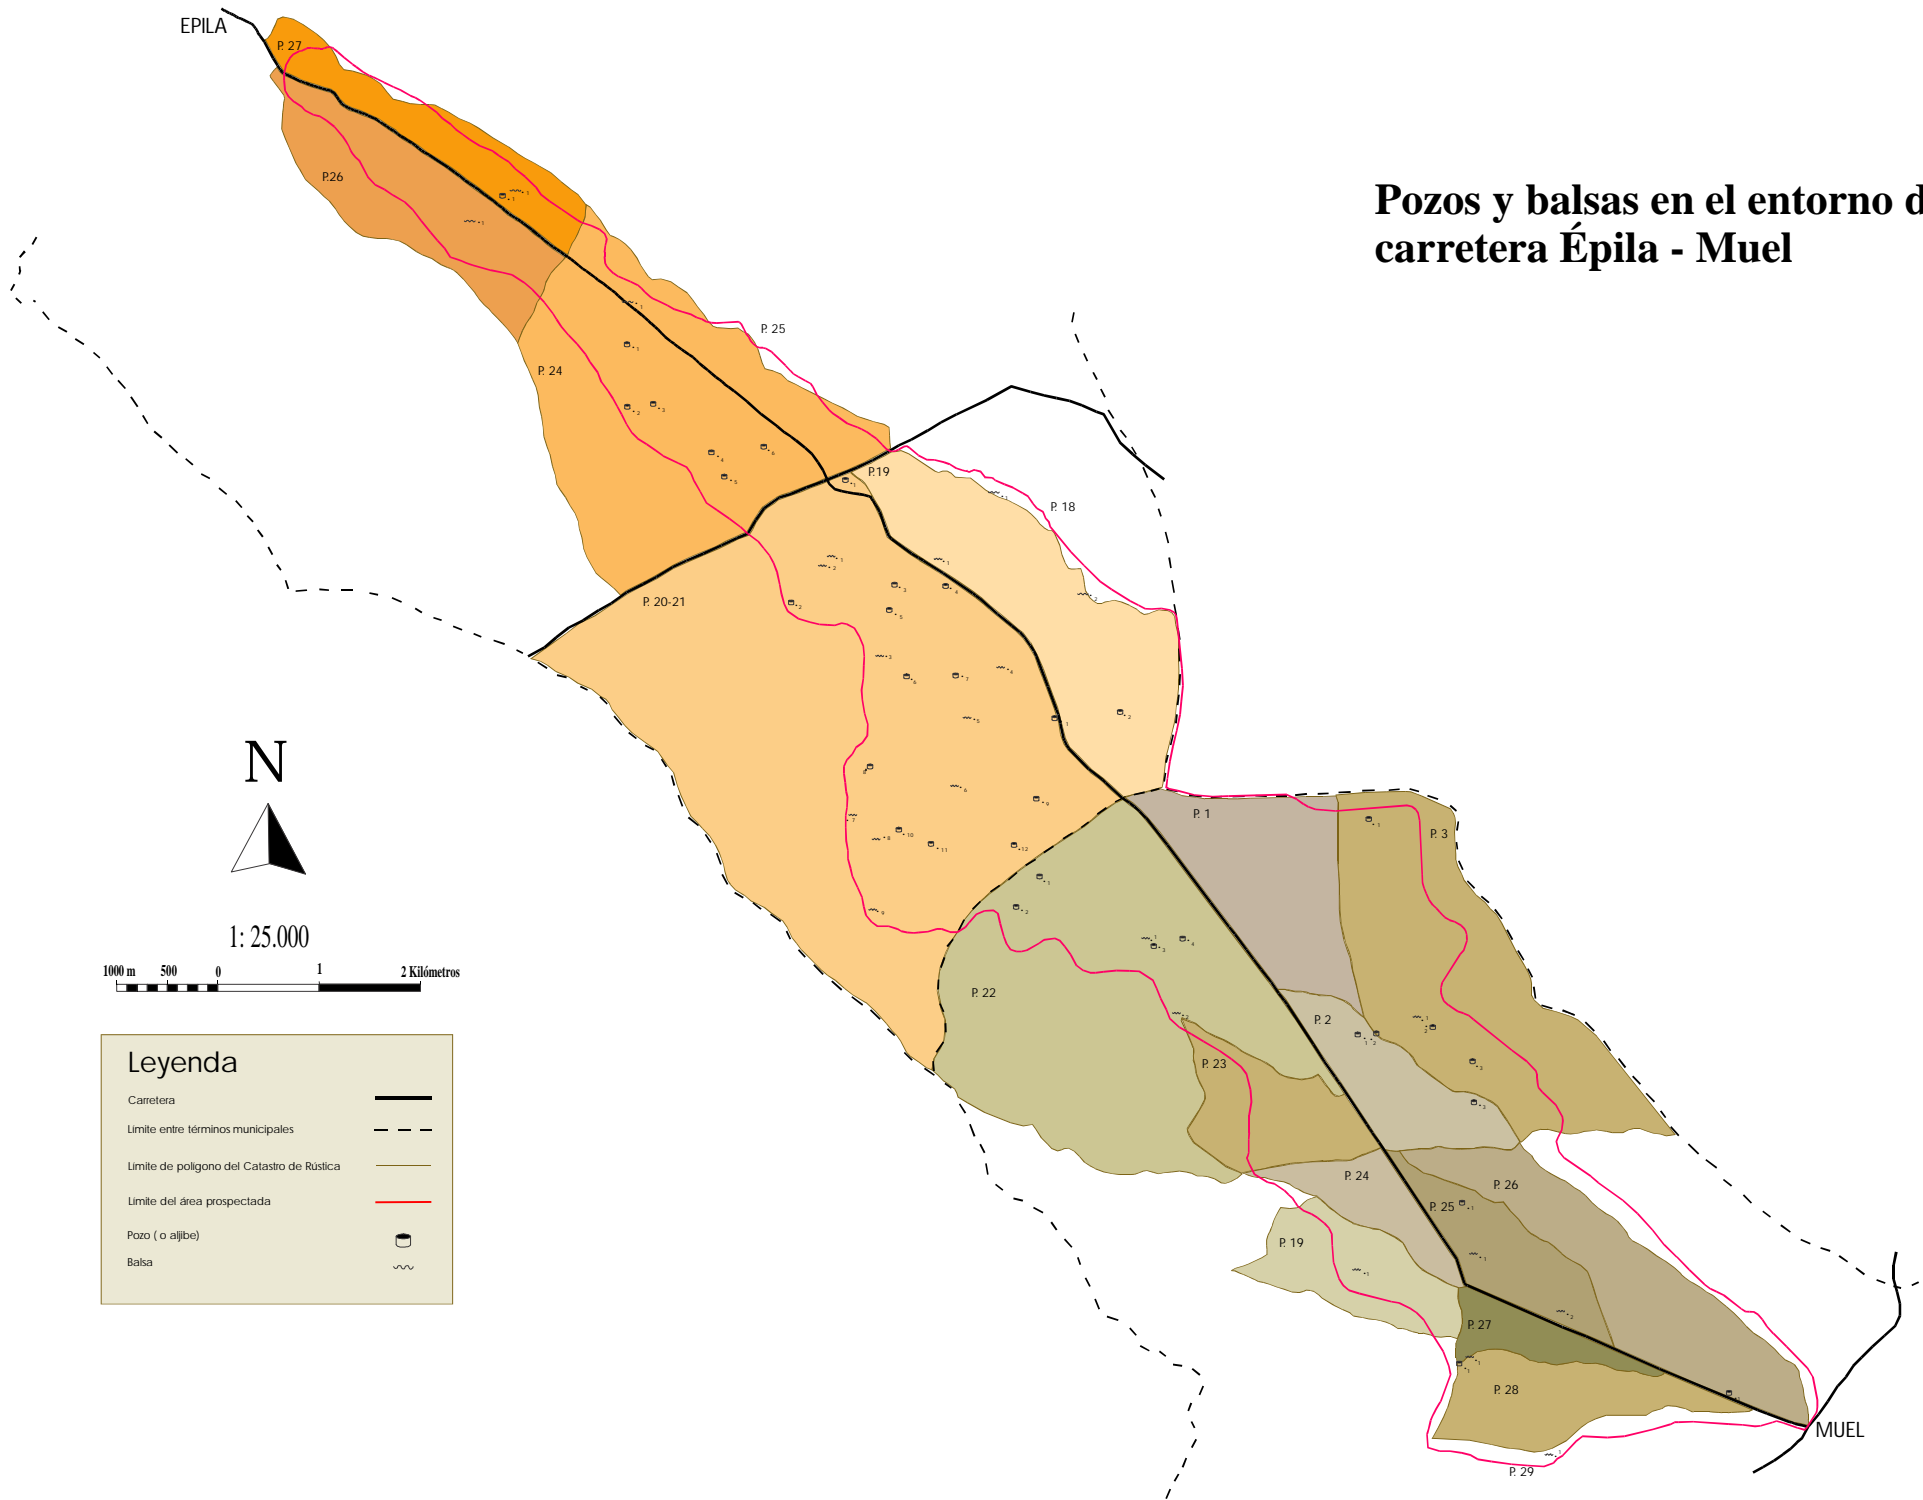 EPILA
P. 27
Pozos y balsas en el entorno d
carretera Épila - Muel
P.26
P. 25
P. 24
P.19
P. 18
P. 20-21
N
P. 1
P. 3
1: 25.000
1000 m 500 0 1 2 Kilómetros
P. 22
P. 2
P. 23
Leyenda
Carretera
Límite entre términos municipales
Límite de polígono del Catastro de Rústica
Límite del área prospectada
Pozo ( o aljibe)
Balsa
P. 24
P. 26
P. 25
P. 19
P. 27
P. 28
MUEL
P. 29